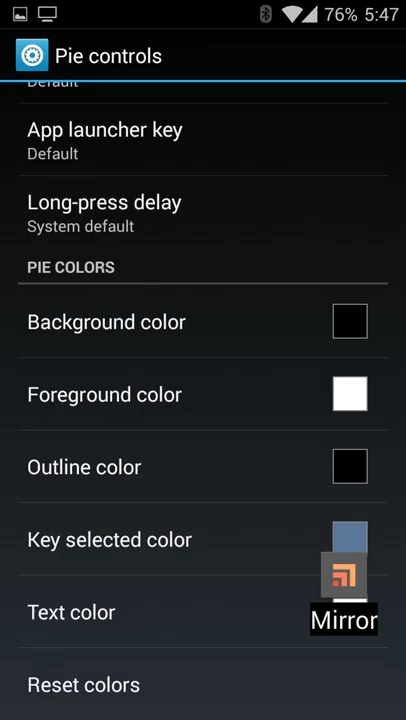 76% 5:47
Pie controls
Default
App launcher key
Default
Long-press delay
System default
PIE COLORS
Background color
Foreground color
Outline color
Key selected color
Text color
Mirror
Reset colors